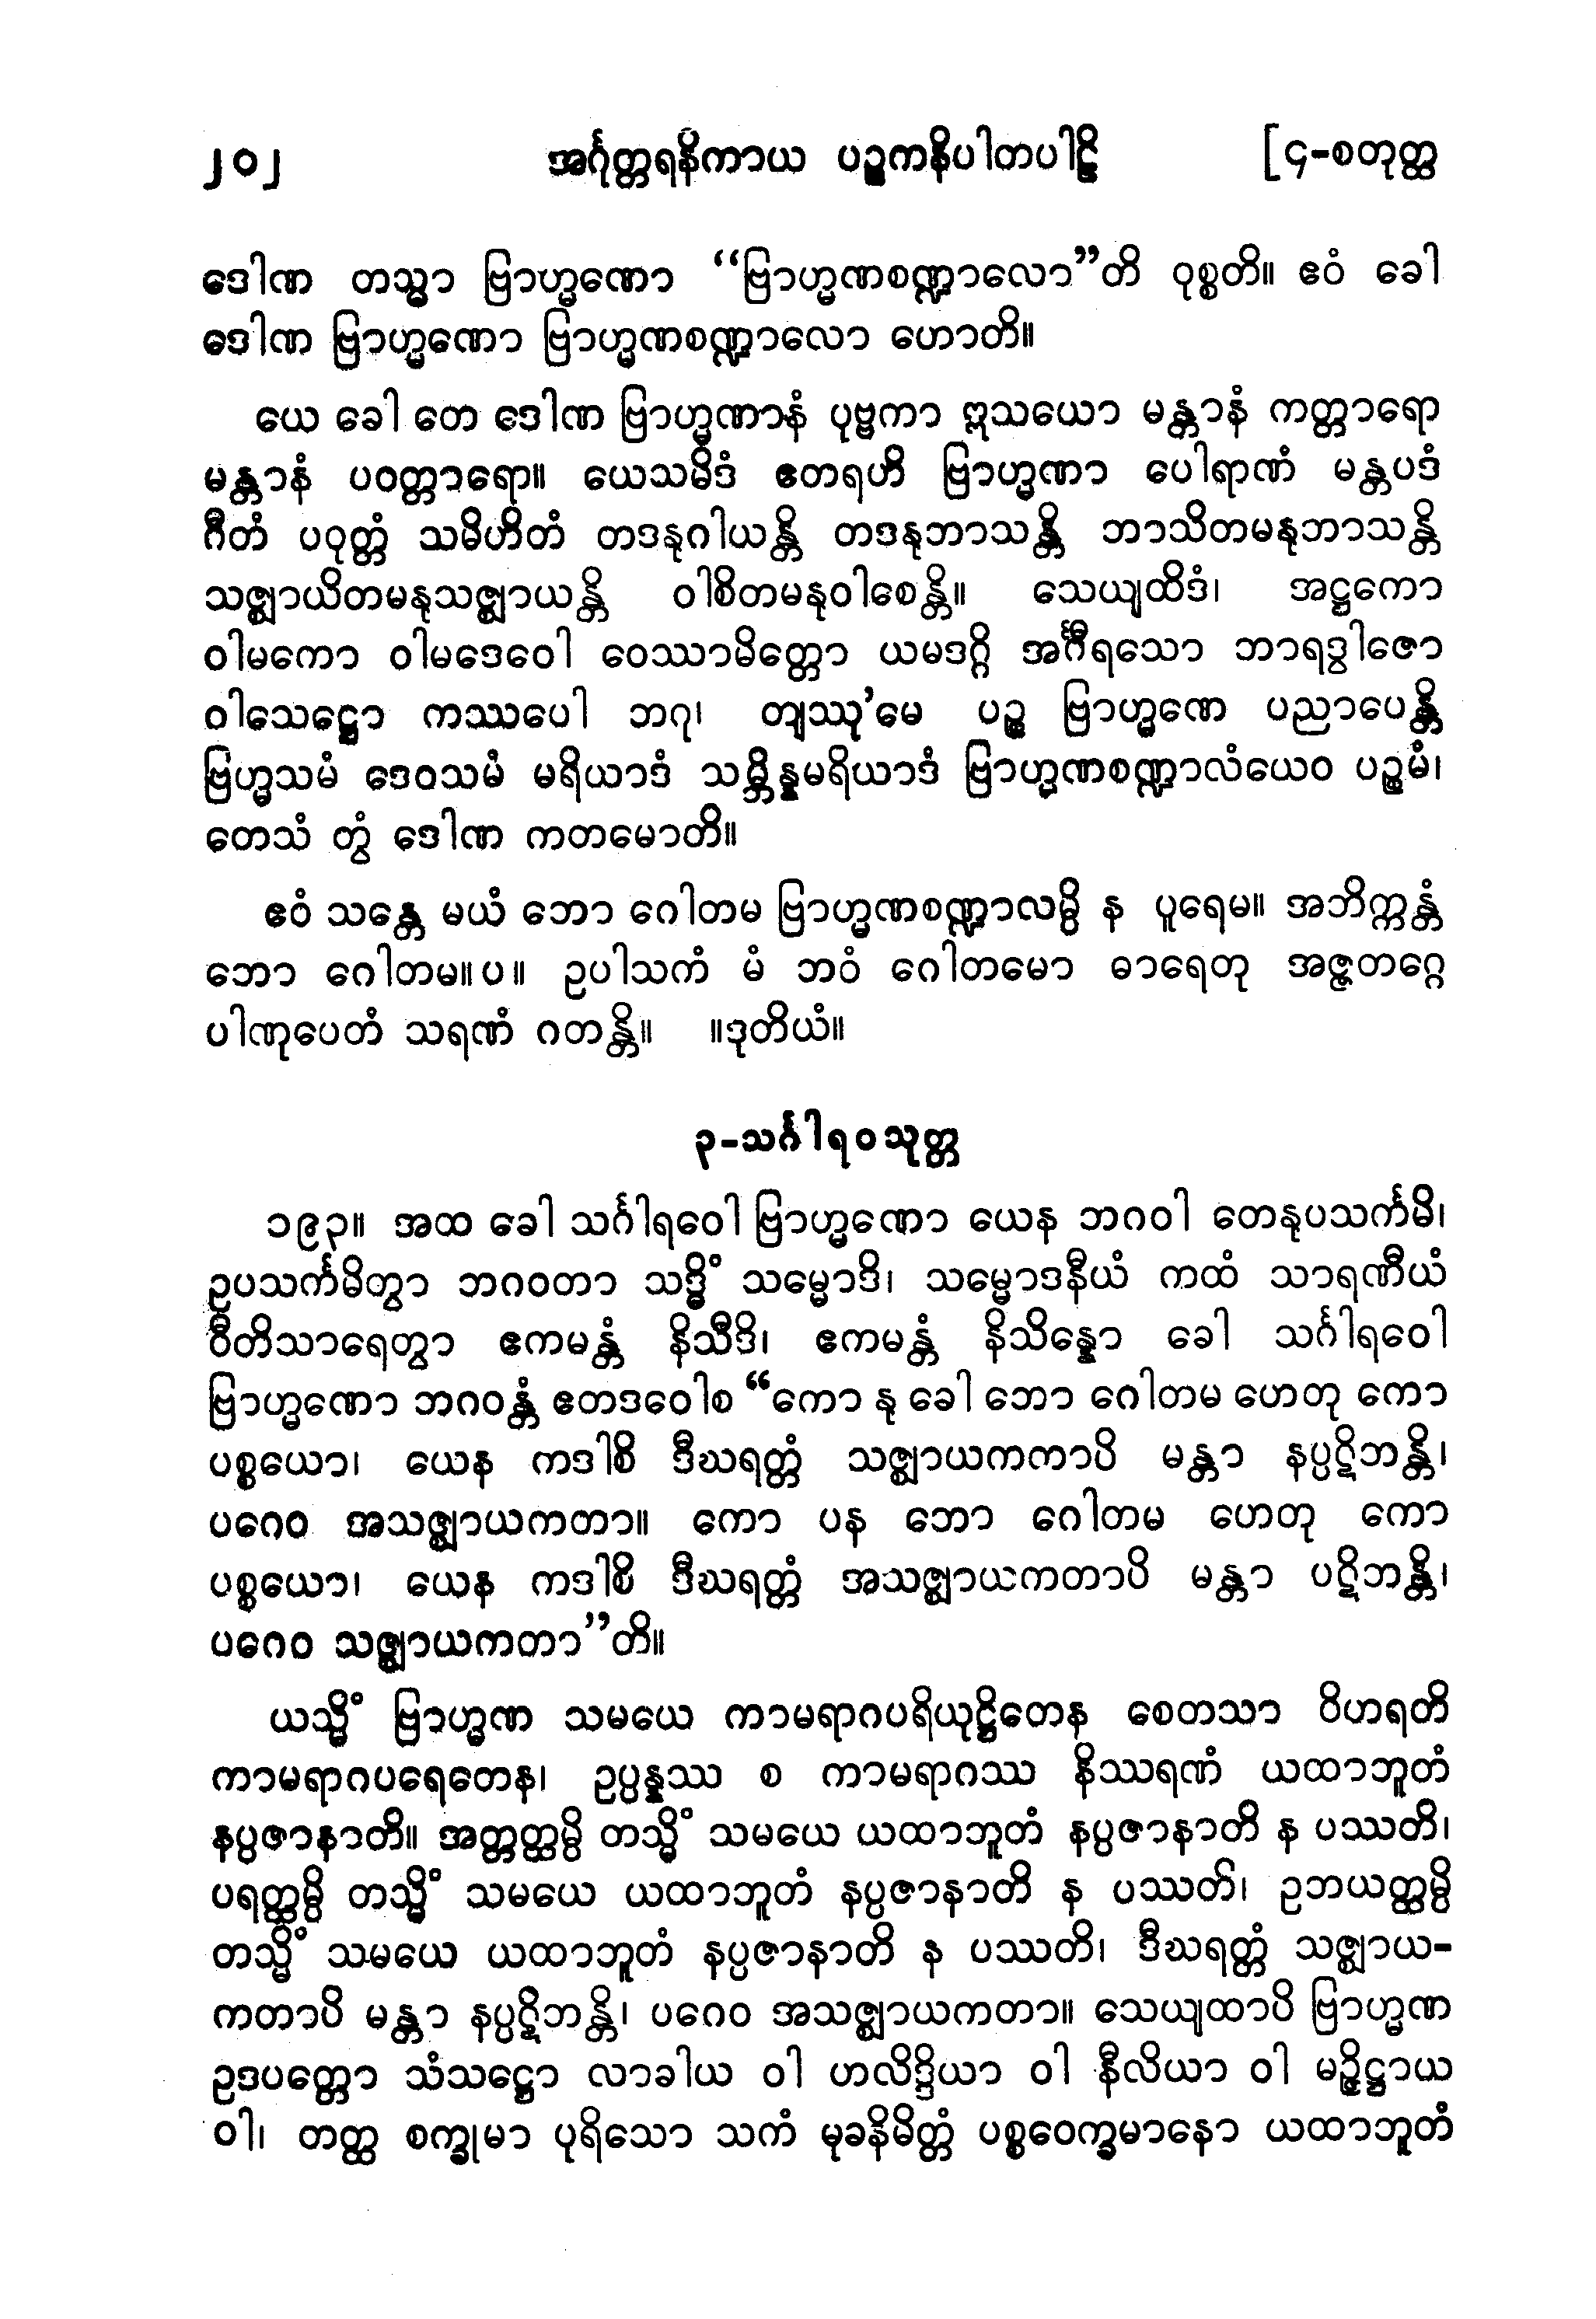 ၂၀၂ အင်္ဂုတ္တရနိကာယ ပဉ္စကနိပါတပါဠိ [၄-စတုတ္ထ
ဒေါဏ တသ္မာ ဗြာဟ္မဏော “ဗြာဟ္မဏစဏ္ဍာလော”တိ ဝုစ္စတိ။ ဧဝံ ခေါ
ဒေါဏ ဗြာဟ္မဏော ဗြာဟ္မဏစဏ္ဍာလော ဟောတိ။
ယေ ခေါ တေ ဒေါဏ ဗြာဟ္မဏာနံ ပုဗ္ဗကာ ဣသယော မန္တာနံ ကတ္တာရော
မန္တာနံ ပဝတ္တာရော။ ယေသမိဒံ ဧတရဟိ ဗြာဟ္မဏာ ပေါရာဏံ မန္တပဒံ
ဂီတံ ပဝုတ္တံ သမိဟိတံ တဒနုဂါယန္တိ တဒနုဘာသန္တိ ဘာသိတမနုဘာသန္တိ
သဇ္ဈာယိတမနုသဇ္ဈာယန္တိ ဝါစိတမနုဝါစေန္တိ။ သေယျထိဒံ၊ အဋ္ဌကော
ဝါမကော ဝါမဒေဝေါ ဝေဿာမိတ္တော ယမဒဂ္ဂိ အင်္ဂီရသော ဘာရဒွါဇော
ဝါသေဋ္ဌော ကဿပေါ ဘဂု၊ တျဿု’မေ ပဉ္စ ဗြာဟ္မဏေ ပညာပေန္တိ
ဗြဟ္မသမံ ဒေဝသမံ မရိယာဒံ သမ္ဘိန္နမရိယာဒံ ဗြာဟ္မဏစဏ္ဍာလံယေဝ ပဉ္စမံ၊
တေသံ တွံ ဒေါဏ ကတမောတိ။
ဧဝံ သန္တေ မယံ ဘော ဂေါတမ ဗြာဟ္မဏစဏ္ဍာလမ္ပိ န ပူရေမ။ အဘိက္ကန္တံ
ဘော ဂေါတမ။ပ။ ဥပါသကံ မံ ဘဝံ ဂေါတမော ဓာရေတု အဇ္ဇတဂ္ဂေ
ပါဏုပေတံ သရဏံ ဂတန္တိ။ ။ဒုတိယံ။
၃-သင်္ဂါရဝသုတ္တ
၁၉၃။ အထ ခေါ သင်္ဂါရဝေါ ဗြာဟ္မဏော ယေန ဘဂဝါ တေနုပသင်္ကမိ၊
ဥပသင်္ကမိတွာ ဘဂဝတာ သဒ္ဓိံ သမ္မောဒိ၊ သမ္မောဒနီယံ ကထံ သာရဏီယံ
ဝီတိသာရေတွာ ဧကမန္တံ နိသီဒိ၊ ဧကမန္တံ နိသိန္နော ခေါ သင်္ဂါရဝေါ
ဗြာဟ္မဏော ဘဂဝန္တံ ဧတဒဝေါစ “ကော နု ခေါ ဘော ဂေါတမ ဟေတု ကော
ပစ္စယော၊ ယေန ကဒါစိ ဒီဃရတ္တံ သဇ္ဈာယကကာပိ မန္တာ နပ္ပဋိဘန္တိ၊
ပဂေဝ အသဇ္ဈာယကတာ။ ကော ပန ဘော ဂေါတမ ဟေတု ကော
ပစ္စယော၊ ယေန ကဒါစိ ဒီဃရတ္တံ အသဇ္ဈာယကတာပိ မန္တာ ပဋိဘန္တိ၊
ပဂေဝ သဇ္ဈာယကတာ”တိ။
ယသ္မိံ ဗြာဟ္မဏ သမယေ ကာမရာဂပရိယုဋ္ဌိတေန စေတသာ ဝိဟရတိ
ကာမရာဂပရေတေန၊ ဥပ္ပန္နဿ စ ကာမရာဂဿ နိဿရဏံ ယထာဘူတံ
နပ္ပဇာနာတိ။ အတ္တတ္ထမ္ပိ တသ္မိံ သမယေ ယထာဘူတံ နပ္ပဇာနာတိ န ပဿတိ၊
ပရတ္ထမ္ပိ တသ္မိံ သမယေ ယထာဘူတံ နပ္ပဇာနာတိ န ပဿတိ၊ ဥဘယတ္ထမ္ပိ
တသ္မိံ သမယေ ယထာဘူတံ နပ္ပဇာနာတိ န ပဿတိ၊ ဒီဃရတ္တံ သဇ္ဈာယ-
ကတာပိ မန္တာ နပ္ပဋိဘန္တိ၊ ပဂေဝ အသဇ္ဈာယကတာ။ သေယျထာပိ ဗြာဟ္မဏ
ဥဒပတ္တော သံသဋ္ဌော လာခါယ ဝါ ဟလိဒ္ဒိယာ ဝါ နီလိယာ ဝါ မဉ္ဇိဋ္ဌာယ
ဝါ၊ တတ္ထ စက္ခုမာ ပုရိသော သကံ မုခနိမိတ္တံ ပစ္စဝေက္ခမာနော ယထာဘူတံ